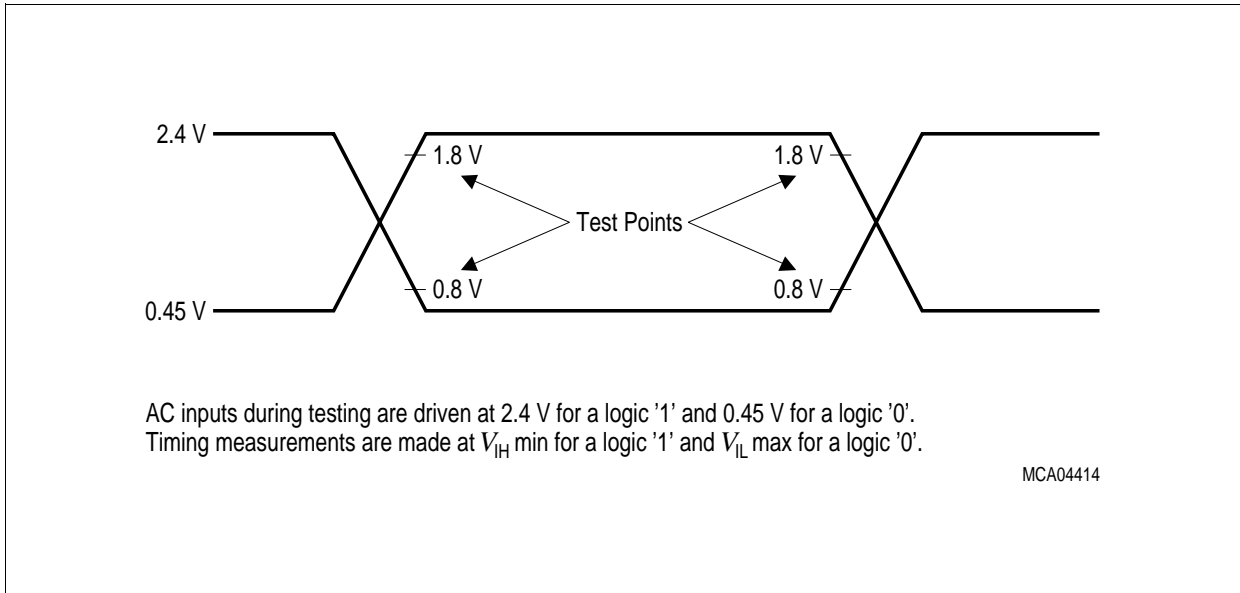 2.4 V
1.8 V
1.8 V
Test Points
0.8 V
0.8 V
0.45 V
AC inputs during testing are driven at 2.4 V for a logic ’1’ and 0.45 V for a logic ’0’.
Timing measurements are made at VIH min for a logic ’1’ and VIL max for a logic ’0’.
MCA04414